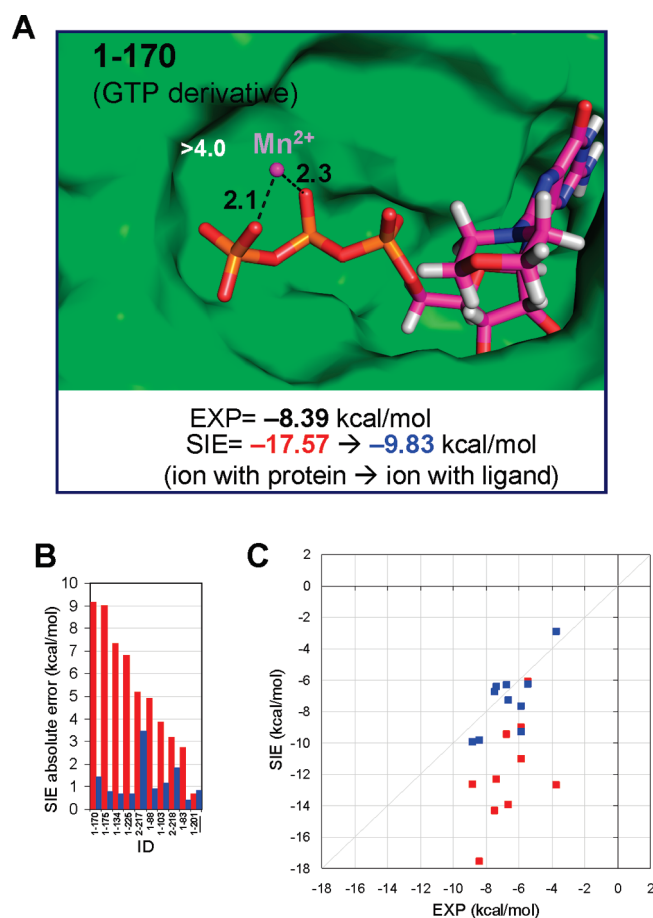 A
1-170
(GTP derivative)
>4.0
Mn²⁺
2.3
2.1
EXP= –8.39 kcal/mol
SIE= –17.57 → –9.83 kcal/mol
(ion with protein → ion with ligand)
B
SIE absolute error (kcal/mol)
10
9
8
7
6
5
4
3
2
1
0
1-170
1-175
1-134
1-225
2-217
1-88
1-103
2-218
1-83
1-201
ID
C
SIE (kcal/mol)
2
0
-2
-4
-6
-8
-10
-12
-14
-16
-18
-18 -16 -14 -12 -10 -8 -6 -4 -2 0 2
EXP (kcal/mol)